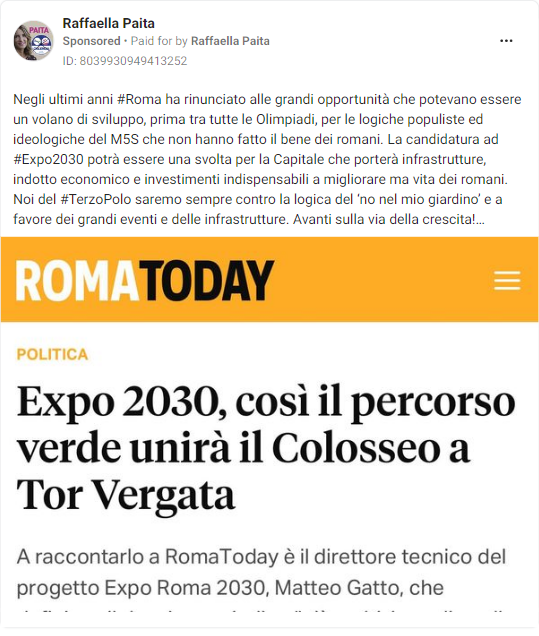 Raffaella Paita
Sponsored • Paid for by Raffaella Paita
ID: 8039930949413252
Negli ultimi anni #Roma ha rinunciato alle grandi opportunità che potevano essere
un volano di sviluppo, prima tra tutte le Olimpiadi, per le logiche populiste ed
ideologiche del M5S che non hanno fatto il bene dei romani. La candidatura ad
#Expo2030 potrà essere una svolta per la Capitale che porterà infrastrutture,
indotto economico e investimenti indispensabili a migliorare ma vita dei romani.
Noi del #TerzoPolo saremo sempre contro la logica del ‘no nel mio giardino’ e a
favore dei grandi eventi e delle infrastrutture. Avanti sulla via della crescita!...
ROMATODAY
POLITICA
Expo 2030, così il percorso
verde unirà il Colosseo a
Tor Vergata
A raccontarlo a RomaToday è il direttore tecnico del
progetto Expo Roma 2030, Matteo Gatto, che